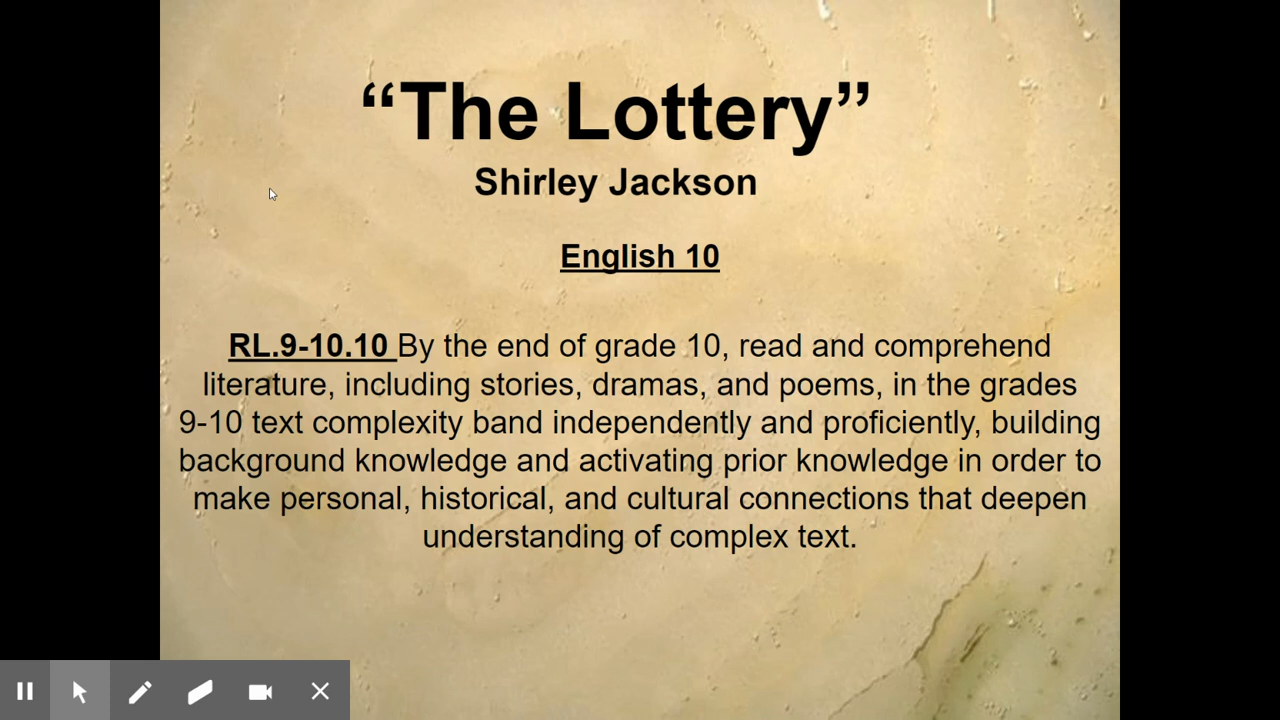 “The Lottery”
Shirley Jackson
English 10
RL.9-10.10 By the end of grade 10, read and comprehend
literature, including stories, dramas, and poems, in the grades
9-10 text complexity band independently and proficiently, building
background knowledge and activating prior knowledge in order to
make personal, historical, and cultural connections that deepen
understanding of complex text.